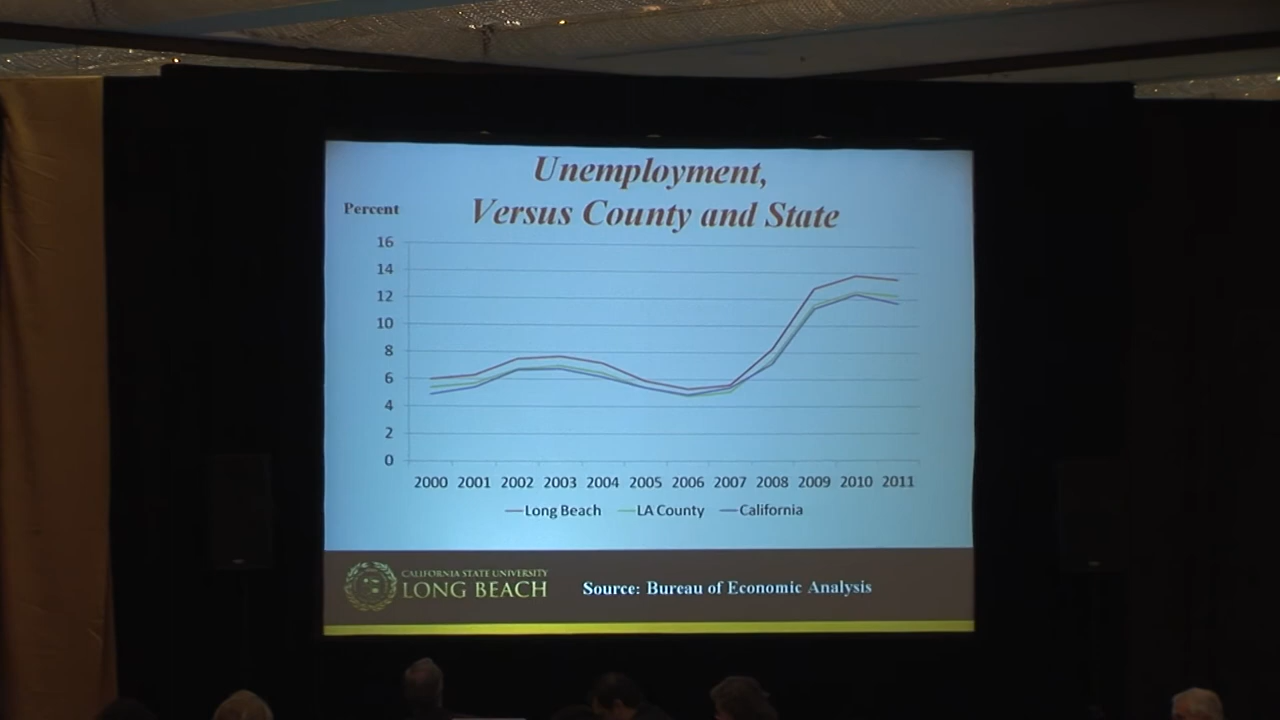 Unemployment,
Versus County and State
Percent
16
14
12
10
8
6
4
2
0
2000 2001 2002 2003 2004 2005 2006 2007 2008 2009 2010 2011
Long Beach LA County California
CALIFORNIA STATE UNIVERSITY
LONG BEACH
Source: Bureau of Economic Analysis